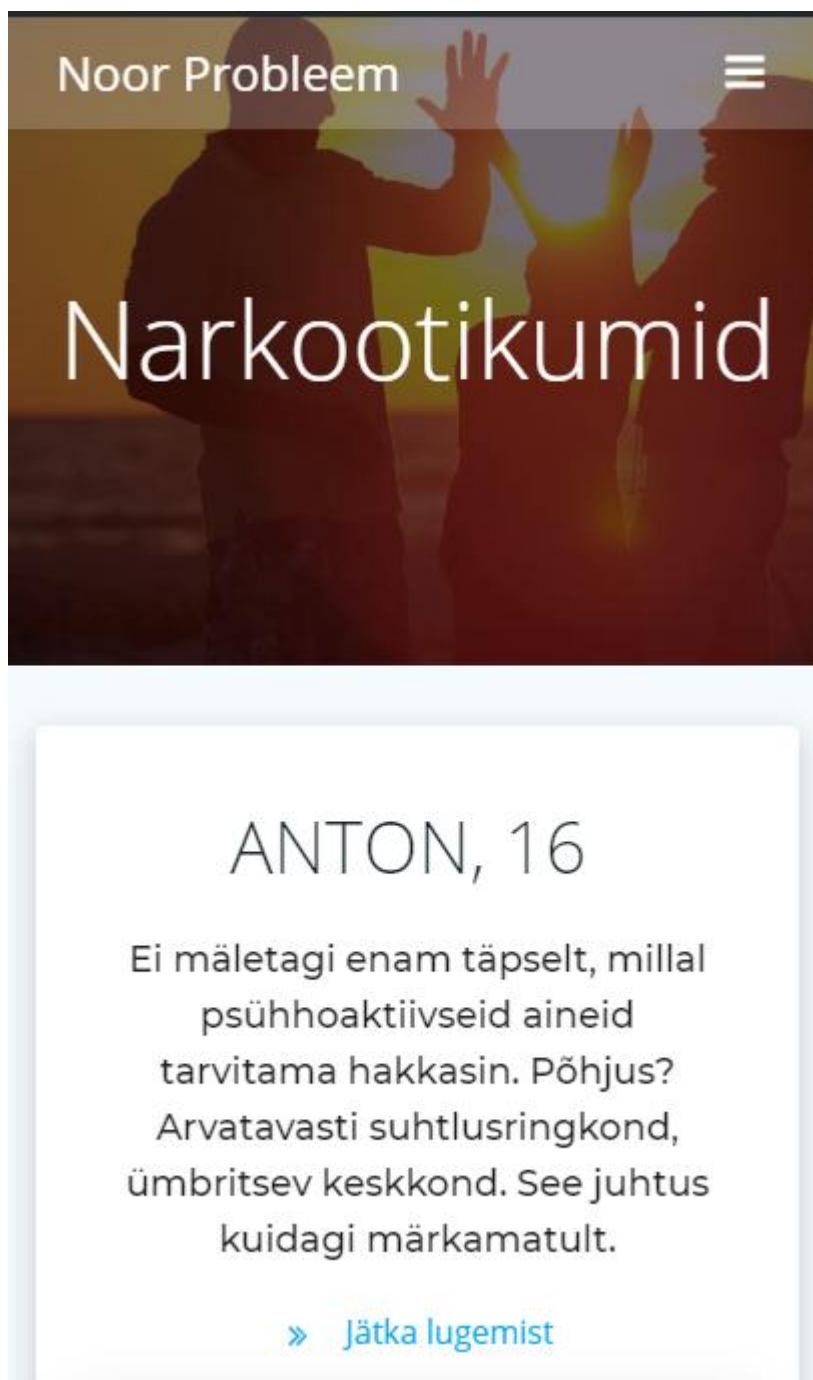 Noor Probleem
Narkootikumid
ANTON, 16
Ei mäletagi enam täpselt, millal
psühhoaktiivseid aineid
tarvitama hakkasin. Põhjus?
Arvatavasti suhtlusringkond,
ümbritsev keskkond. See juhtus
kuidagi märkamatult.
» Jätka lugemist